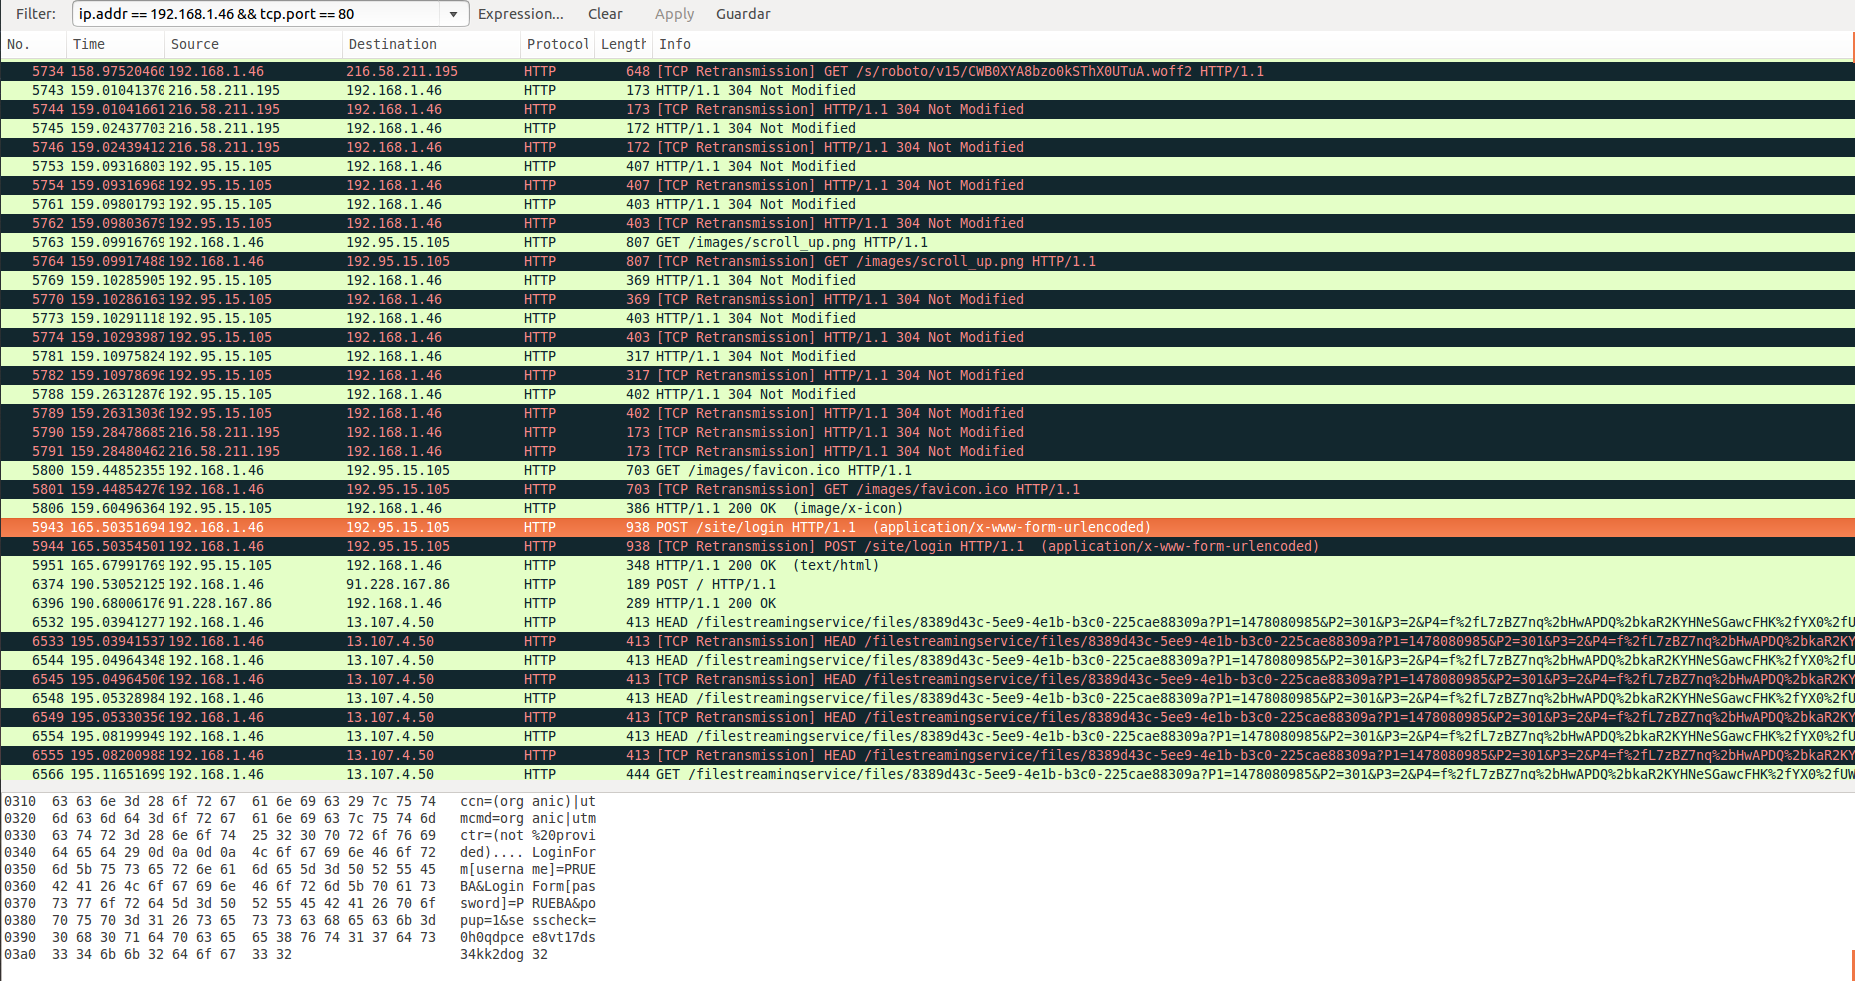 Filter: ip.addr == 192.168.1.46 && tcp.port == 80 Expression... Clear Apply Guardar
No. Time Source Destination Protocol Length Info
5734 158.97520460 192.168.1.46 216.58.211.195 HTTP 648 [TCP Retransmission] GET /s/roboto/v15/CWB0XYA8bzo0kSThX0UTuA.woff2 HTTP/1.1
5743 159.01041370 216.58.211.195 192.168.1.46 HTTP 173 HTTP/1.1 304 Not Modified
5744 159.01041661 216.58.211.195 192.168.1.46 HTTP 173 [TCP Retransmission] HTTP/1.1 304 Not Modified
5745 159.02437703 216.58.211.195 192.168.1.46 HTTP 172 HTTP/1.1 304 Not Modified
5746 159.02439412 216.58.211.195 192.168.1.46 HTTP 172 [TCP Retransmission] HTTP/1.1 304 Not Modified
5753 159.09316803 192.95.15.105 192.168.1.46 HTTP 407 HTTP/1.1 304 Not Modified
5754 159.09316968 192.95.15.105 192.168.1.46 HTTP 407 [TCP Retransmission] HTTP/1.1 304 Not Modified
5761 159.09801793 192.95.15.105 192.168.1.46 HTTP 403 HTTP/1.1 304 Not Modified
5762 159.09803679 192.95.15.105 192.168.1.46 HTTP 403 [TCP Retransmission] HTTP/1.1 304 Not Modified
5763 159.09916769 192.168.1.46 192.95.15.105 HTTP 807 GET /images/scroll_up.png HTTP/1.1
5764 159.09917488 192.168.1.46 192.95.15.105 HTTP 807 [TCP Retransmission] GET /images/scroll_up.png HTTP/1.1
5769 159.10285905 192.95.15.105 192.168.1.46 HTTP 369 HTTP/1.1 304 Not Modified
5770 159.10286163 192.95.15.105 192.168.1.46 HTTP 369 [TCP Retransmission] HTTP/1.1 304 Not Modified
5773 159.10291118 192.95.15.105 192.168.1.46 HTTP 403 HTTP/1.1 304 Not Modified
5774 159.10293987 192.95.15.105 192.168.1.46 HTTP 403 [TCP Retransmission] HTTP/1.1 304 Not Modified
5781 159.10975824 192.95.15.105 192.168.1.46 HTTP 317 HTTP/1.1 304 Not Modified
5782 159.10978696 192.95.15.105 192.168.1.46 HTTP 317 [TCP Retransmission] HTTP/1.1 304 Not Modified
5788 159.26312876 192.95.15.105 192.168.1.46 HTTP 402 HTTP/1.1 304 Not Modified
5789 159.26313036 192.95.15.105 192.168.1.46 HTTP 402 [TCP Retransmission] HTTP/1.1 304 Not Modified
5790 159.28478685 216.58.211.195 192.168.1.46 HTTP 173 [TCP Retransmission] HTTP/1.1 304 Not Modified
5791 159.28480462 216.58.211.195 192.168.1.46 HTTP 173 [TCP Retransmission] HTTP/1.1 304 Not Modified
5800 159.44852355 192.168.1.46 192.95.15.105 HTTP 703 GET /images/favicon.ico HTTP/1.1
5801 159.44854276 192.168.1.46 192.95.15.105 HTTP 703 [TCP Retransmission] GET /images/favicon.ico HTTP/1.1
5806 159.60496364 192.95.15.105 192.168.1.46 HTTP 386 HTTP/1.1 200 OK (image/x-icon)
5943 165.50351694 192.168.1.46 192.95.15.105 HTTP 938 POST /site/login HTTP/1.1 (application/x-www-form-urlencoded)
5944 165.50354501 192.168.1.46 192.95.15.105 HTTP 938 [TCP Retransmission] POST /site/login HTTP/1.1 (application/x-www-form-urlencoded)
5951 165.67991769 192.95.15.105 192.168.1.46 HTTP 348 HTTP/1.1 200 OK (text/html)
6374 190.53052125 192.168.1.46 91.228.167.86 HTTP 189 POST / HTTP/1.1
6396 190.68006176 91.228.167.86 192.168.1.46 HTTP 289 HTTP/1.1 200 OK
6532 195.03941277 192.168.1.46 13.107.4.50 HTTP 413 HEAD /filestreamingservice/files/8389d43c-5ee9-4e1b-b3c0-225cae88309a?P1=1478080985&P2=301&P3=2&P4=f%2fL7zBZ7nq%2bHwAPDQ%2bkaR2KYHNeSGawcFHK%2fYX0%2fU
6533 195.03941537 192.168.1.46 13.107.4.50 HTTP 413 [TCP Retransmission] HEAD /filestreamingservice/files/8389d43c-5ee9-4e1b-b3c0-225cae88309a?P1=1478080985&P2=301&P3=2&P4=f%2fL7zBZ7nq%2bHwAPDQ%2bkaR2KY
6544 195.04964348 192.168.1.46 13.107.4.50 HTTP 413 HEAD /filestreamingservice/files/8389d43c-5ee9-4e1b-b3c0-225cae88309a?P1=1478080985&P2=301&P3=2&P4=f%2fL7zBZ7nq%2bHwAPDQ%2bkaR2KYHNeSGawcFHK%2fYX0%2fU
6545 195.04964506 192.168.1.46 13.107.4.50 HTTP 413 [TCP Retransmission] HEAD /filestreamingservice/files/8389d43c-5ee9-4e1b-b3c0-225cae88309a?P1=1478080985&P2=301&P3=2&P4=f%2fL7zBZ7nq%2bHwAPDQ%2bkaR2KY
6548 195.05328984 192.168.1.46 13.107.4.50 HTTP 413 HEAD /filestreamingservice/files/8389d43c-5ee9-4e1b-b3c0-225cae88309a?P1=1478080985&P2=301&P3=2&P4=f%2fL7zBZ7nq%2bHwAPDQ%2bkaR2KYHNeSGawcFHK%2fYX0%2fU
6549 195.05330356 192.168.1.46 13.107.4.50 HTTP 413 [TCP Retransmission] HEAD /filestreamingservice/files/8389d43c-5ee9-4e1b-b3c0-225cae88309a?P1=1478080985&P2=301&P3=2&P4=f%2fL7zBZ7nq%2bHwAPDQ%2bkaR2KY
6554 195.08199949 192.168.1.46 13.107.4.50 HTTP 413 HEAD /filestreamingservice/files/8389d43c-5ee9-4e1b-b3c0-225cae88309a?P1=1478080985&P2=301&P3=2&P4=f%2fL7zBZ7nq%2bHwAPDQ%2bkaR2KYHNeSGawcFHK%2fYX0%2fU
6555 195.08200988 192.168.1.46 13.107.4.50 HTTP 413 [TCP Retransmission] HEAD /filestreamingservice/files/8389d43c-5ee9-4e1b-b3c0-225cae88309a?P1=1478080985&P2=301&P3=2&P4=f%2fL7zBZ7nq%2bHwAPDQ%2bkaR2KY
6566 195.11651699 192.168.1.46 13.107.4.50 HTTP 444 GET /filestreamingservice/files/8389d43c-5ee9-4e1b-b3c0-225cae88309a?P1=1478080985&P2=301&P3=2&P4=f%2fL7zBZ7nq%2bHwAPDQ%2bkaR2KYHNeSGawcFHK%2fYX0%2fUW
0310 63 63 6e 3d 28 6f 72 67 61 6e 69 63 29 7c 75 74 ccn=(org anic)|ut
0320 6d 63 6d 64 3d 6f 72 67 61 6e 69 63 7c 75 74 6d mcmd=org anic|utm
0330 63 74 72 3d 28 6e 6f 74 25 32 30 70 72 6f 76 69 ctr=(not %20provi
0340 64 65 64 29 0d 0a 0d 0a 4c 6f 67 69 6e 46 6f 72 ded).... LoginFor
0350 6d 5b 75 73 65 72 6e 61 6d 65 5d 3d 50 52 55 45 m[userna me]=PRUE
0360 42 41 26 4c 6f 67 69 6e 46 6f 72 6d 5b 70 61 73 BA&Login Form[pas
0370 73 77 6f 72 64 5d 3d 50 52 55 45 42 41 26 70 6f sword]=P RUEBA&po
0380 70 75 70 3d 31 26 73 65 73 73 63 68 65 63 6b 3d pup=1&se sscheck=
0390 30 68 30 71 64 70 63 65 65 38 76 74 31 37 64 73 0h0qdpce e8vt17ds
03a0 33 34 6b 6b 32 64 6f 67 33 32 34kk2dog 32